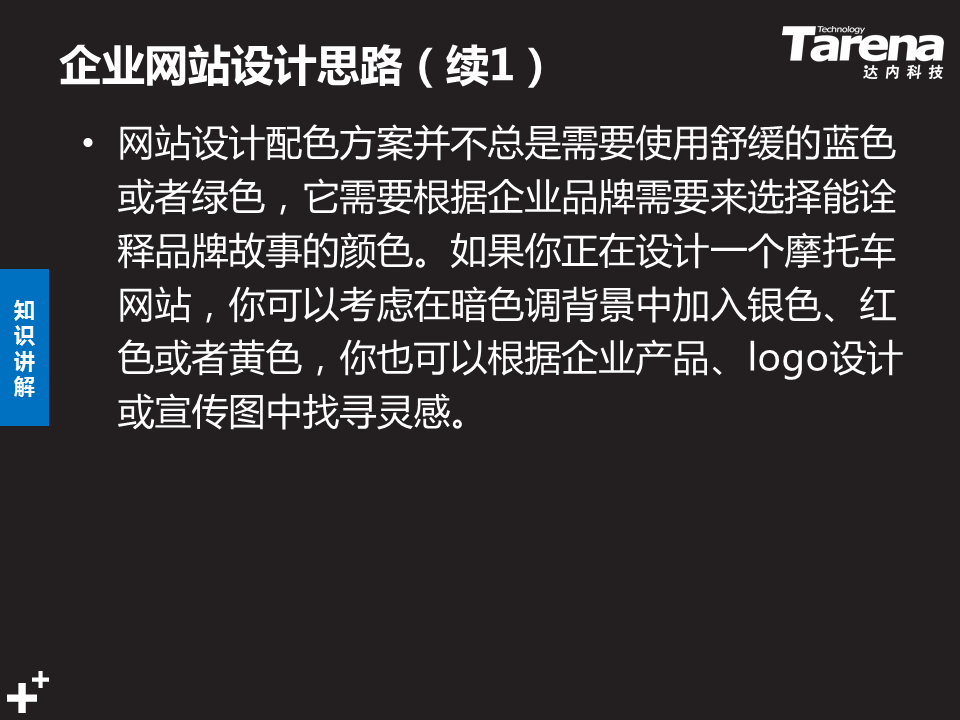 企业网站设计思路（续1）
Technology
Tarena
达内科技
• 网站设计配色方案并不总是需要使用舒缓的蓝色
或者绿色，它需要根据企业品牌需要来选择能诠
释品牌故事的颜色。如果你正在设计一个摩托车
网站，你可以考虑在暗色调背景中加入银色、红
色或者黄色，你也可以根据企业产品、logo设计
或宣传图中找寻灵感。
知
识
讲
解